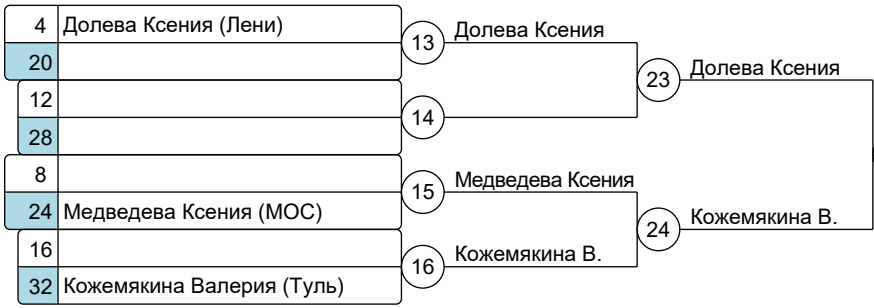 4 Долева Ксения (Лени)
20
12
28
8
24 Медведева Ксения (МОС)
16
32 Кожемякина Валерия (Туль)
13 Долева Ксения
14
15 Медведева Ксения
16 Кожемякина В.
23 Долева Ксения
24 Кожемякина В.